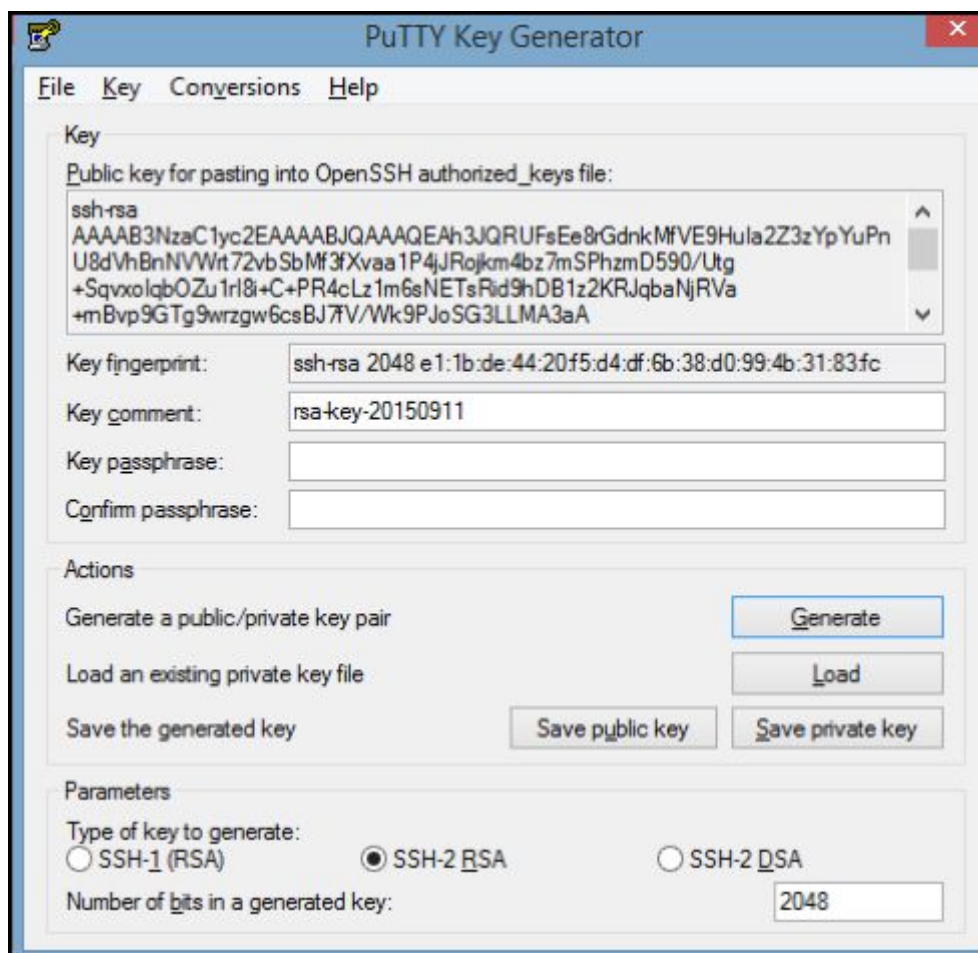 PuTTY Key Generator
File Key Conversions Help
Key
Public key for pasting into OpenSSH authorized_keys file:
ssh-rsa
AAAAB3NzaC1yc2EAAAABJQAAAQEAh3JQRUFsEe8rGdnkMfVE9Hula2Z3zYpYuPn
U8dVhBnNVWrt72vbSbMf3fXvaa1P4jJRojkm4bz7mSPhzmD590/Utg
+SqvxolqbOZu1rI8i+C+PR4cLz1m6sNETsRid9hDB1z2KRJqbaNjRVa
+mBvp9GTg9wrzgw6csBJ7fV/Wk9PJoSG3LLMA3aA
Key fingerprint: ssh-rsa 2048 e1:1b:de:44:20:f5:d4:df:6b:38:d0:99:4b:31:83:fc
Key comment: rsa-key-20150911
Key passphrase:
Confirm passphrase:
Actions
Generate a public/private key pair Generate
Load an existing private key file Load
Save the generated key Save public key Save private key
Parameters
Type of key to generate:
SSH-1 (RSA) SSH-2 RSA SSH-2 DSA
Number of bits in a generated key: 2048